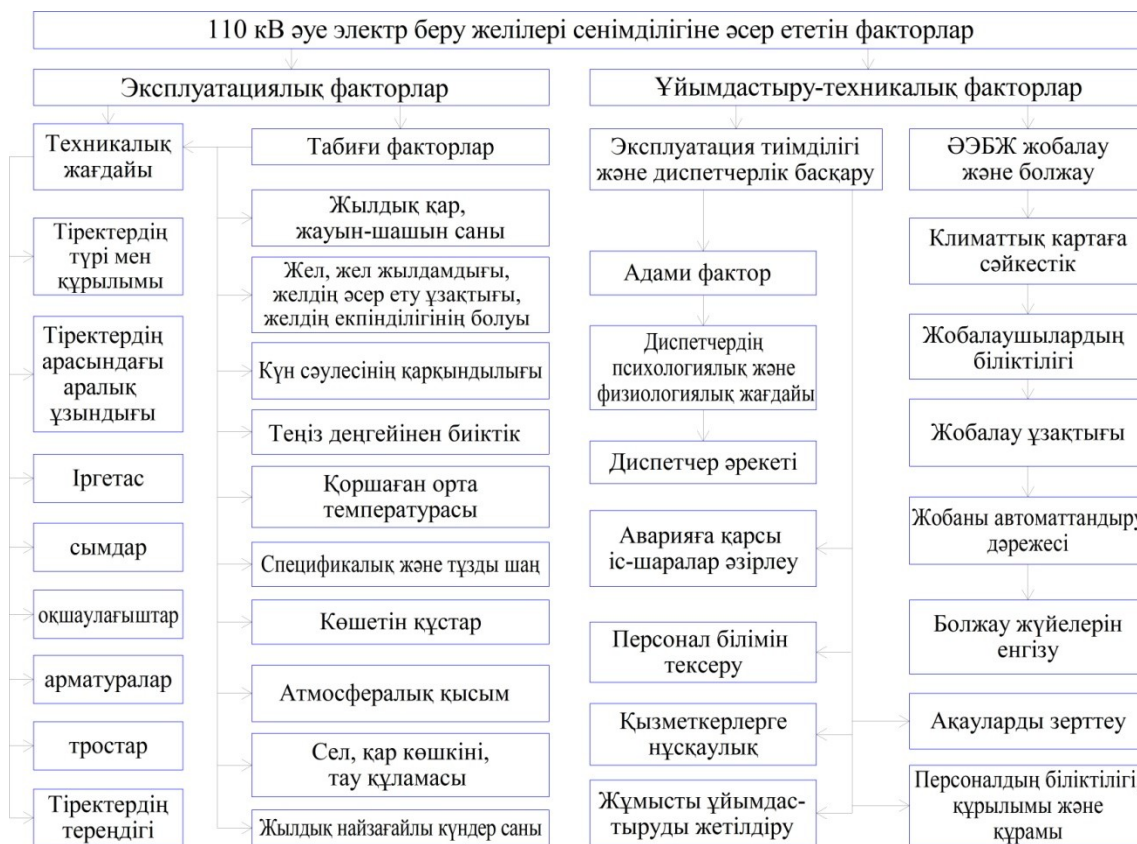 110 кВ әуе электр беру желілері сенімділігіне әсер ететін факторлар
Эксплуатациялық факторлар
Техникалық
жағдайы
Тіректердің
түрі мен
құрылымы
Тіректердің
арасындағы
аралық
ұзындығы
Іргетас
сымдар
оқшаулағыштар
арматуралар
тростар
Тіректердің
тереңдігі
Табиғи факторлар
Жылдық қар,
жауын-шашын саны
Жел, жел жылдамдығы,
желдің әсер ету ұзақтығы,
желдің екпінділігінің болуы
Күн сәулесінің қарқындылығы
Теңіз деңгейінен биіктік
Қоршаған орта
температурасы
Спецификалық және тұзды шаң
Көшетін құстар
Атмосфералық қысым
Сел, қар көшкіні,
тау құламасы
Жылдық найзағайлы күндер саны
Ұйымдастыру-техникалық факторлар
Эксплуатация тиімділігі
және диспетчерлік басқару
Адами фактор
Диспетчердің
психологиялық және
физиологиялық жағдайы
Диспетчер әрекеті
Аварияға қарсы
іс-шаралар әзірлеу
Персонал білімін
тексеру
Қызметкерлерге
нұсқаулық
Жұмысты ұйымдас-
тыруды жетілдіру
ӘЭБЖ жобалау
және болжау
Климаттық картаға
сәйкестік
Жобалаушылардың
біліктілігі
Жобалау ұзақтығы
Жобаны автоматтандыру
дәрежесі
Болжау жүйелерін
енгізу
Ақауларды зерттеу
Персоналдың біліктілігі
құрылымы және
құрамы